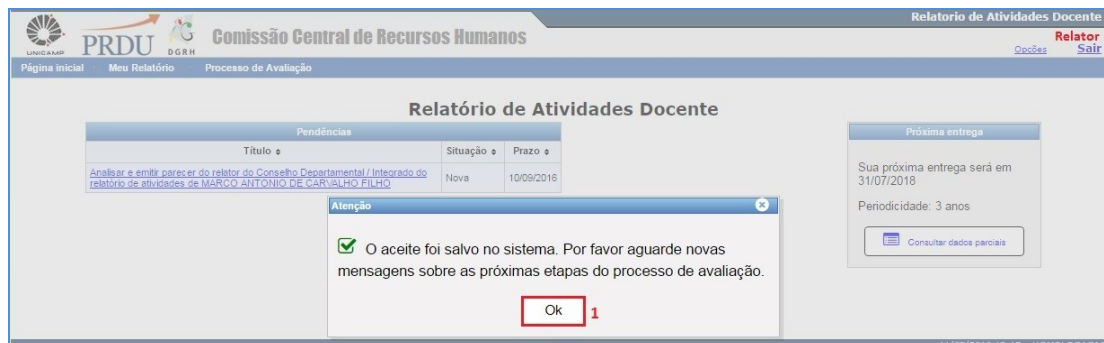 Relatorio de Atividades Docente
UNICAMP PRDU DGRH Comissão Central de Recursos Humanos
Relator
Opções Sair
Página inicial Meu Relatório Processo de Avaliação
Relatório de Atividades Docente
Pendências
Título Situação Prazo
Analisar e emitir parecer do relator do Conselho Departamental / Integrado do
relatório de atividades de MARCO ANTONIO DE CARVALHO FILHO
Nova 10/09/2016
Próxima entrega
Sua próxima entrega será em
31/07/2018
Periodicidade: 3 anos
Consultar dados parciais
Atenção
O aceite foi salvo no sistema. Por favor aguarde novas
mensagens sobre as próximas etapas do processo de avaliação.
Ok 1